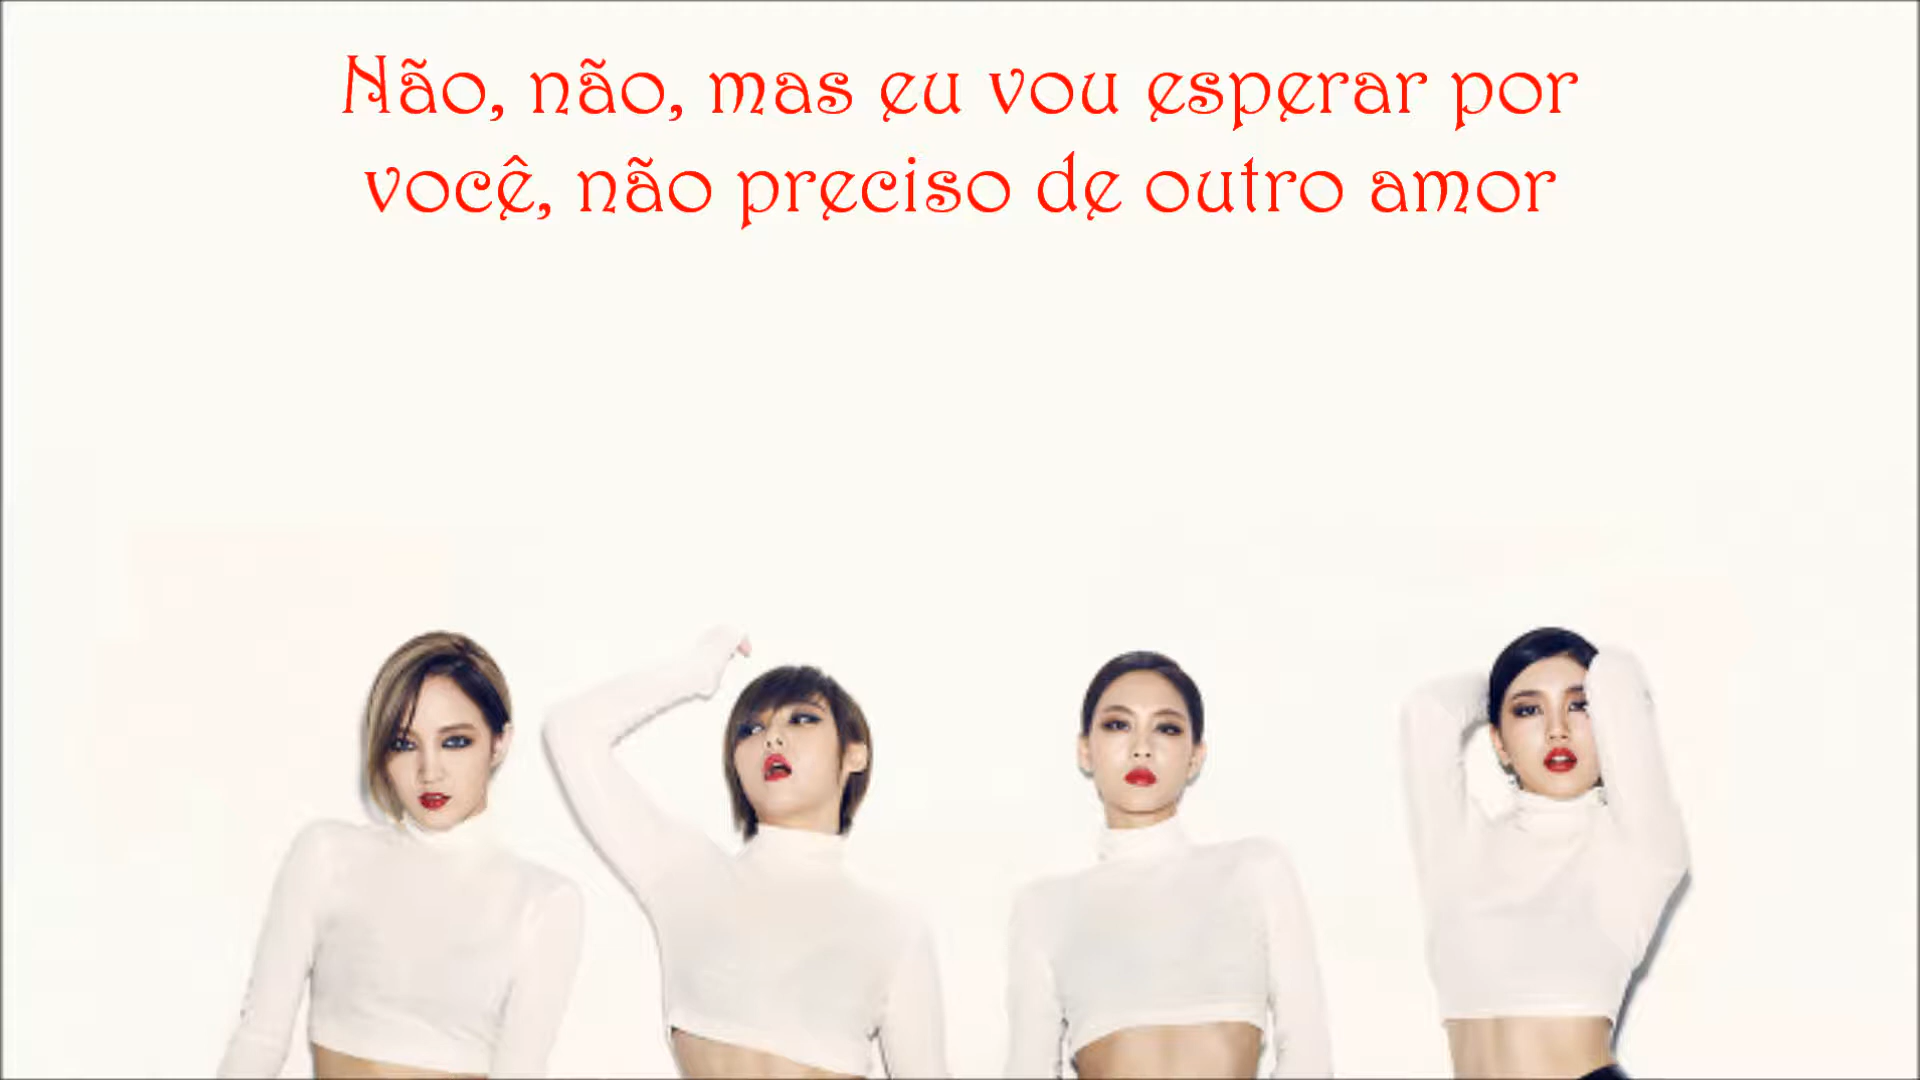 Não, não, mas eu vou esperar por
você, não preciso de outro amor